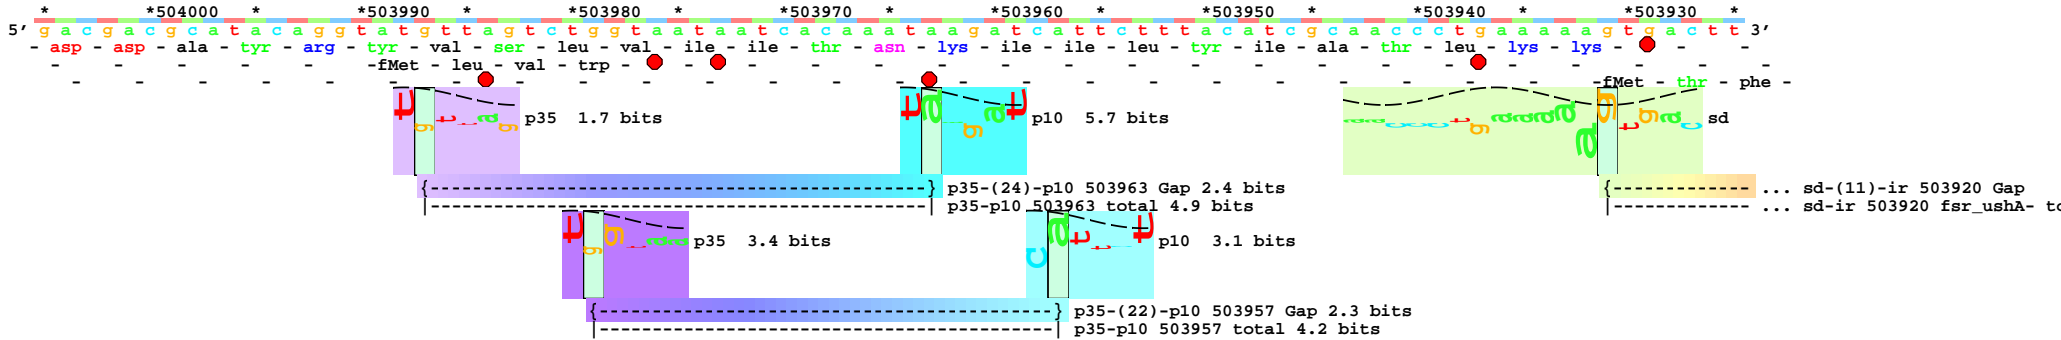 * *504000 * *503990 * *503980 * *503970 * *503960 * *503950 * *503940 * *503930 *
5' g a c g a c g c a t a c a g g t a t g t t a g t c t g g t a a t a a t c a c a a a t a a g a t c a t t c t t t a c a t c g c a a c c c t g a a a a a g t g a c t t 3'
- asp - asp - ala - tyr - arg - tyr - val - ser - leu - val - ile - ile - thr - asn - lys - ile - ile - leu - tyr - ile - ala - thr - leu - lys - lys - - -
- - - - - -fMet - leu - val - trp - - - - - - - - - - - - - - - -
- - - - - - - - - - - - - - - - - - - - - - - -fMet - thr - phe -
t g t t a g p35 1.7 bits t a a g a t p10 5.7 bits a a c c c t g a a a a a g t g a c sd
{------------------------} p35-(24)-p10 503963 Gap 2.4 bits {----------- ... sd-(11)-ir 503920 Gap
|------------------------| p35-p10 503963 total 4.9 bits |----------- ... sd-ir 503920 fsr_ushA- to
t g g t a a p35 3.4 bits c a t t c t p10 3.1 bits
{----------------------} p35-(22)-p10 503957 Gap 2.3 bits
|----------------------| p35-p10 503957 total 4.2 bits